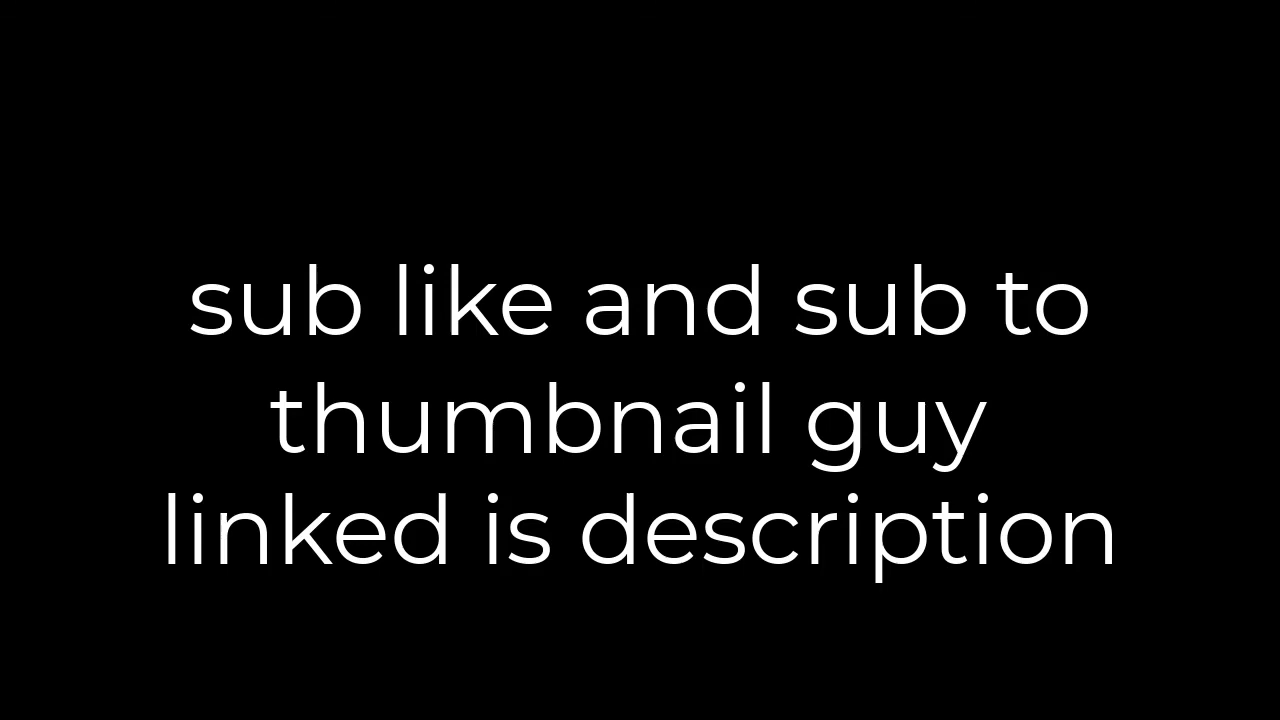 sub like and sub to
thumbnail guy
linked is description